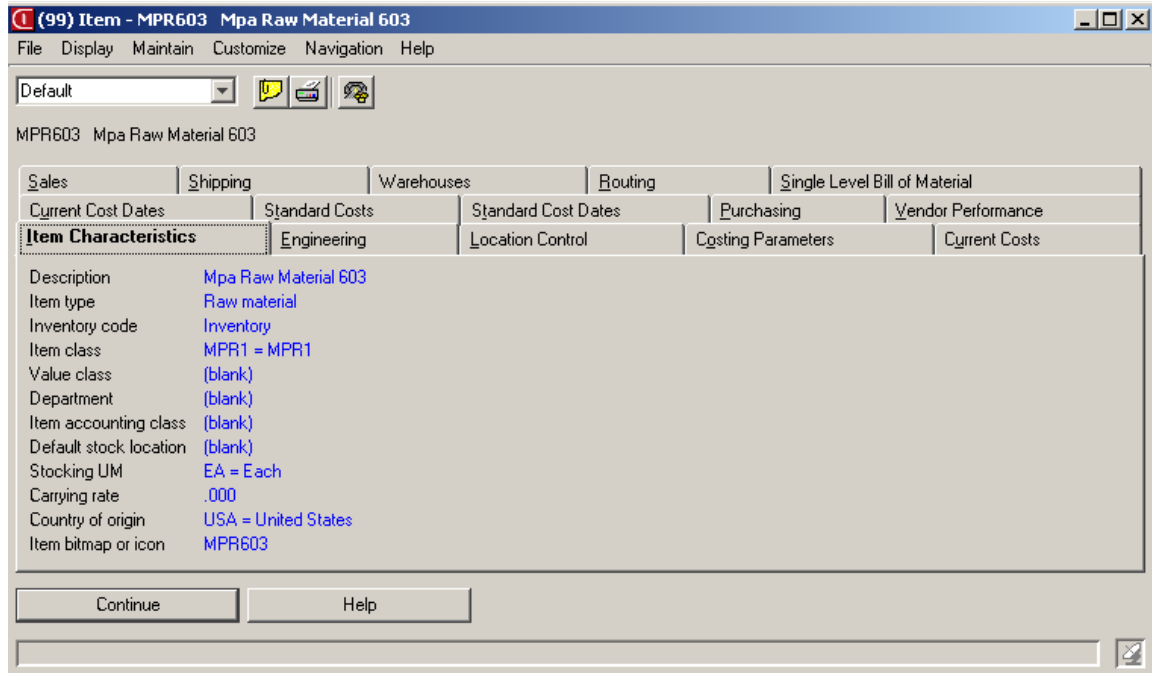 (99) Item - MPR603 Mpa Raw Material 603
File Display Maintain Customize Navigation Help
Default
MPR603 Mpa Raw Material 603
Sales Shipping Warehouses Routing Single Level Bill of Material
Current Cost Dates Standard Costs Standard Cost Dates Purchasing Vendor Performance
Item Characteristics Engineering Location Control Costing Parameters Current Costs
Description Mpa Raw Material 603
Item type Raw material
Inventory code Inventory
Item class MPR1 = MPR1
Value class (blank)
Department (blank)
Item accounting class (blank)
Default stock location (blank)
Stocking UM EA = Each
Carrying rate .000
Country of origin USA = United States
Item bitmap or icon MPR603
Continue Help